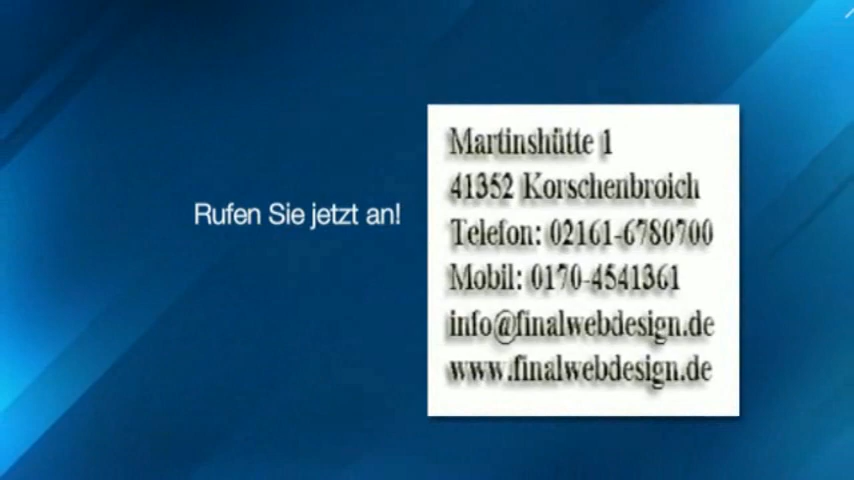 Rufen Sie jetzt an!
Martinshütte 1
41352 Korschenbroich
Telefon: 02161-6780700
Mobil: 0170-4541361
info@finalwebdesign.de
www.finalwebdesign.de